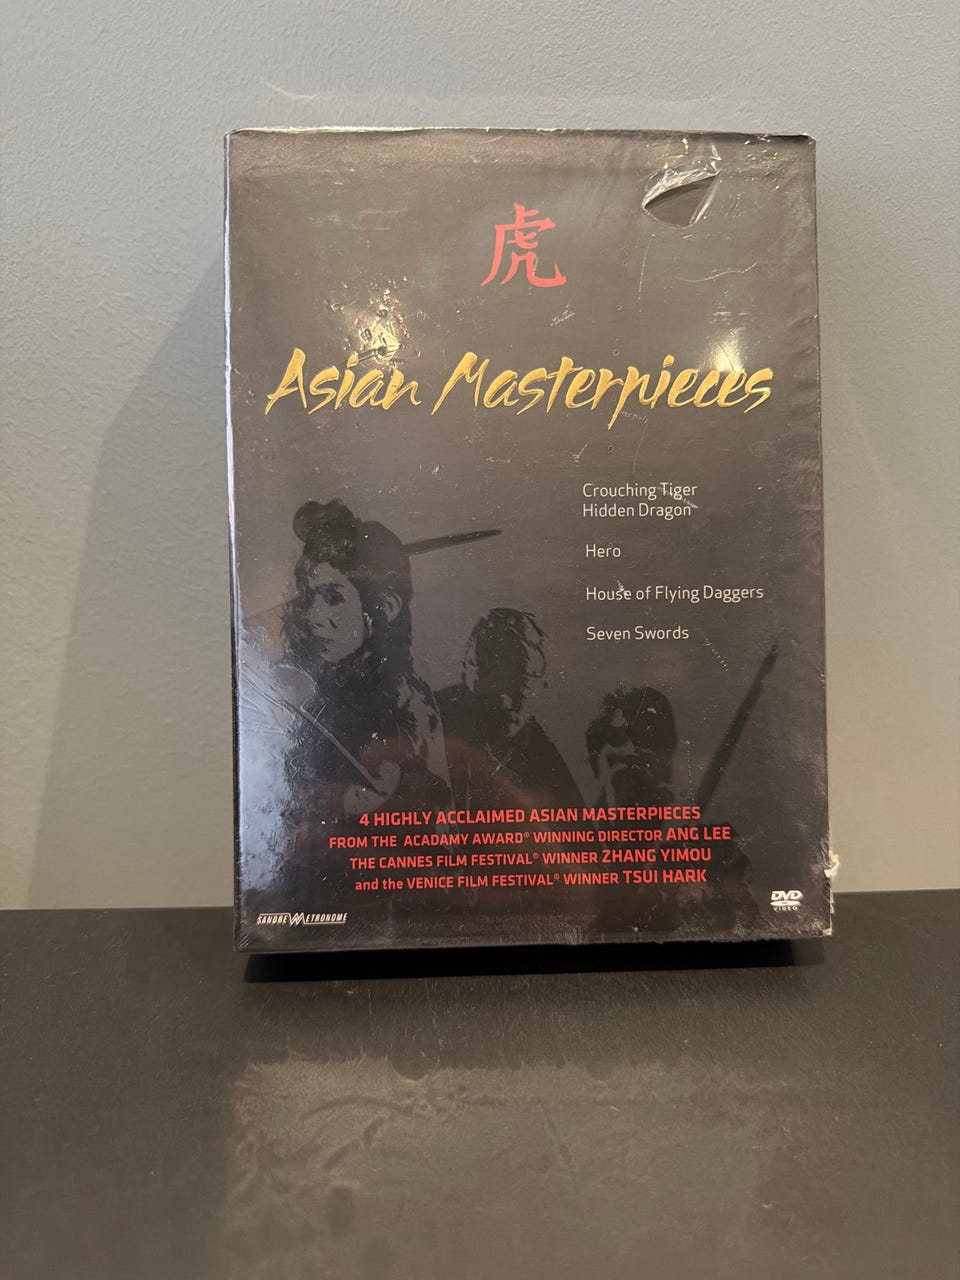 虎
Asian Masterpieces
Crouching Tiger
Hidden Dragon
Hero
House of Flying Daggers
Seven Swords
4 HIGHLY ACCLAIMED ASIAN MASTERPIECES
FROM THE ACADAMY AWARD® WINNING DIRECTOR ANG LEE
THE CANNES FILM FESTIVAL® WINNER ZHANG YIMOU
and the VENICE FILM FESTIVAL® WINNER TSUI HARK
SANDREW METRONOME
DVD
VIDEO